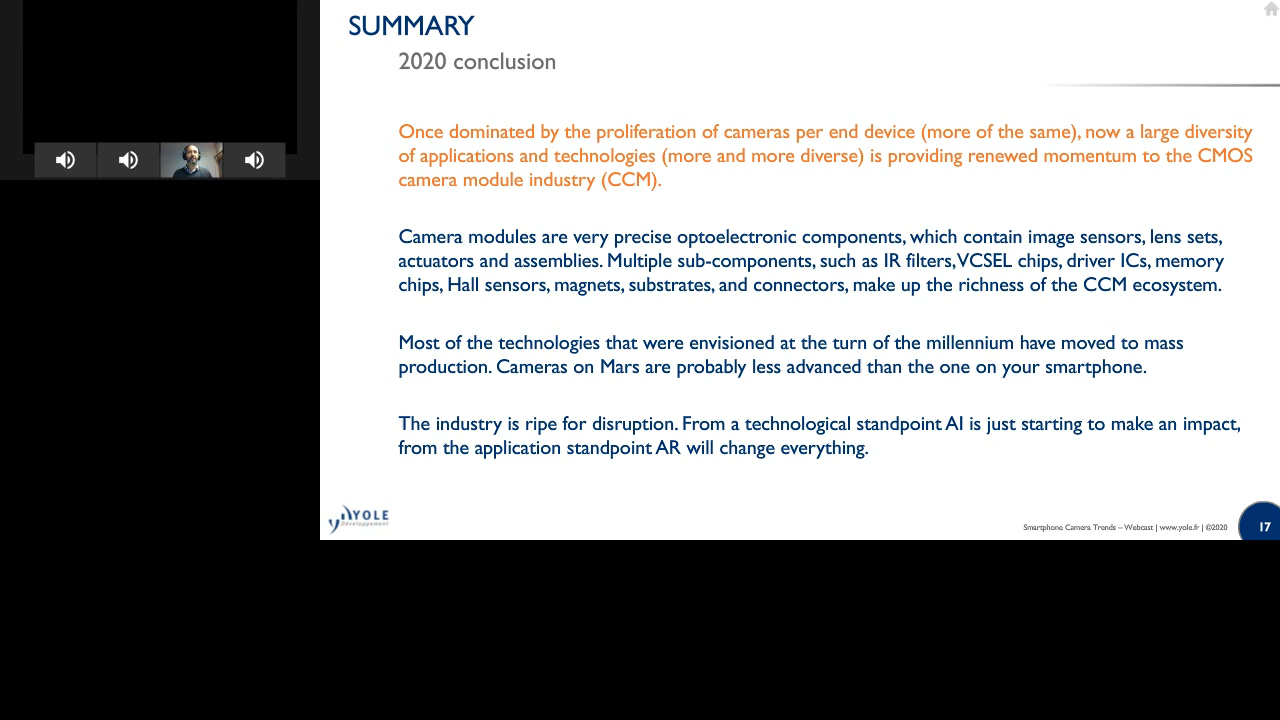 SUMMARY
2020 conclusion
Once dominated by the proliferation of cameras per end device (more of the same), now a large diversity
of applications and technologies (more and more diverse) is providing renewed momentum to the CMOS
camera module industry (CCM).
Camera modules are very precise optoelectronic components, which contain image sensors, lens sets,
actuators and assemblies. Multiple sub-components, such as IR filters, VCSEL chips, driver ICs, memory
chips, Hall sensors, magnets, substrates, and connectors, make up the richness of the CCM ecosystem.
Most of the technologies that were envisioned at the turn of the millennium have moved to mass
production. Cameras on Mars are probably less advanced than the one on your smartphone.
The industry is ripe for disruption. From a technological standpoint AI is just starting to make an impact,
from the application standpoint AR will change everything.
YOLE
Développement
Smartphone Camera Trends – Webcast | www.yole.fr | ©2020
17